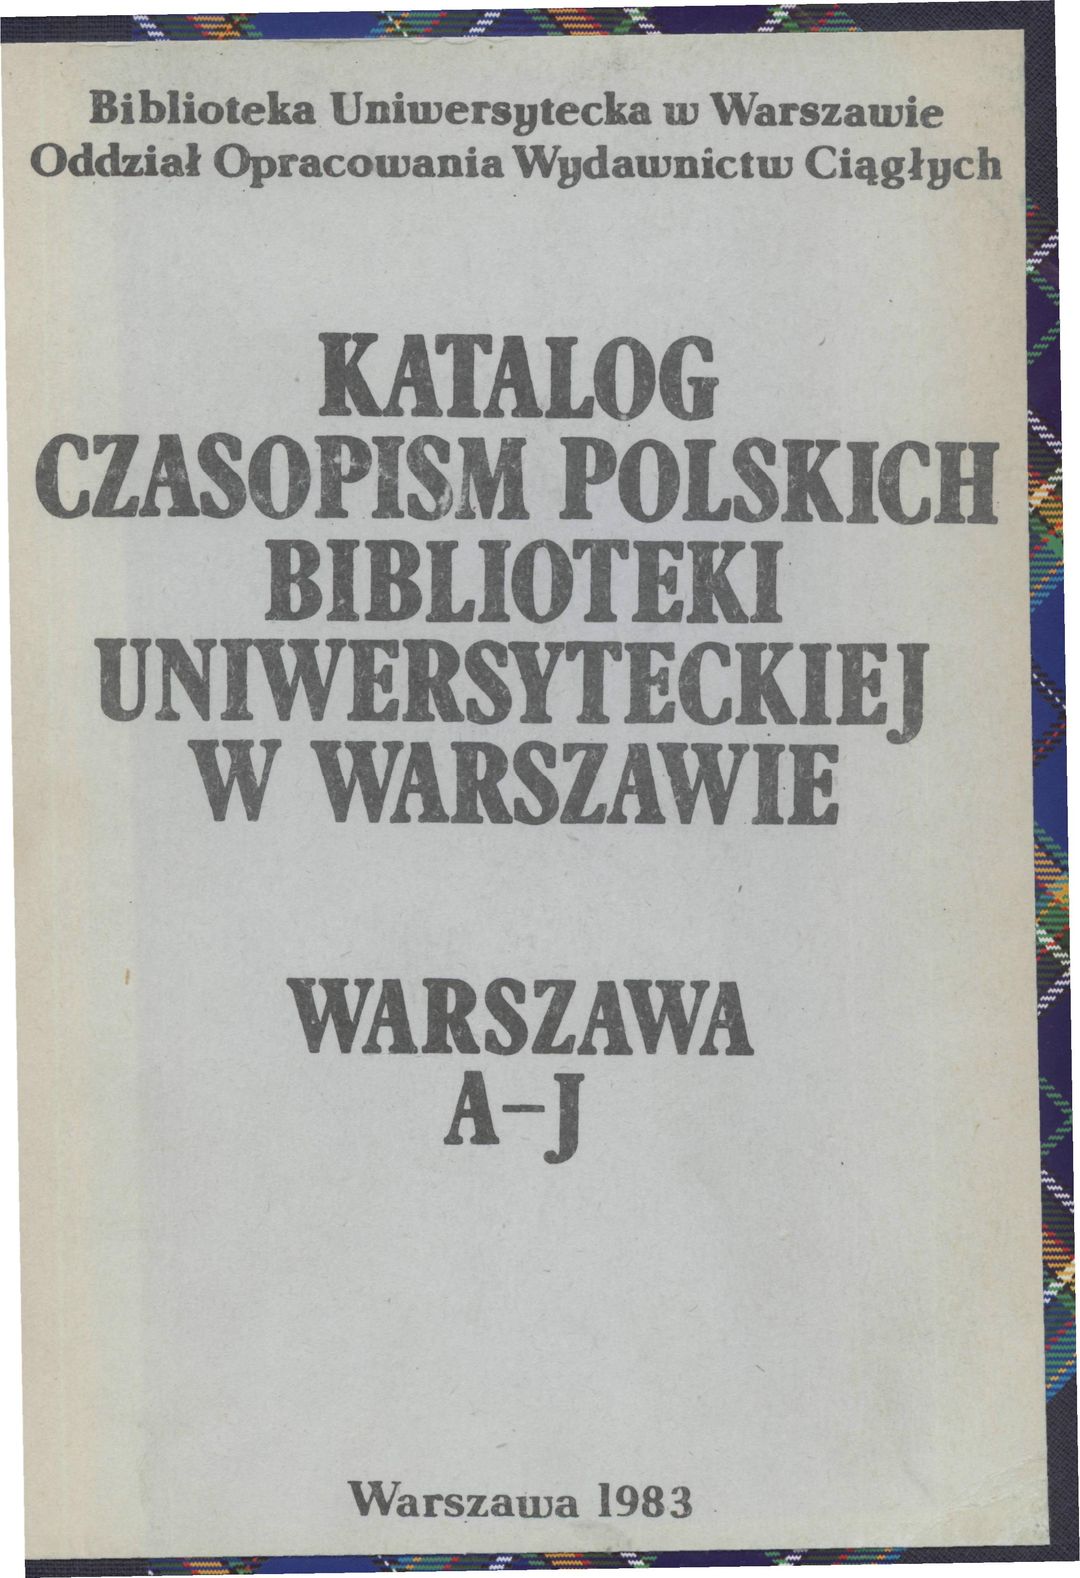 Biblioteka Uniwersytecka w Warszawie
Oddział Opracowania Wydawnictw Ciągłych
KATALOG
CZASOPISM POLSKICH
BIBLIOTEKI
UNIWERSYTECKIEJ
W WARSZAWIE
WARSZAWA
A-J
Warszawa 1983